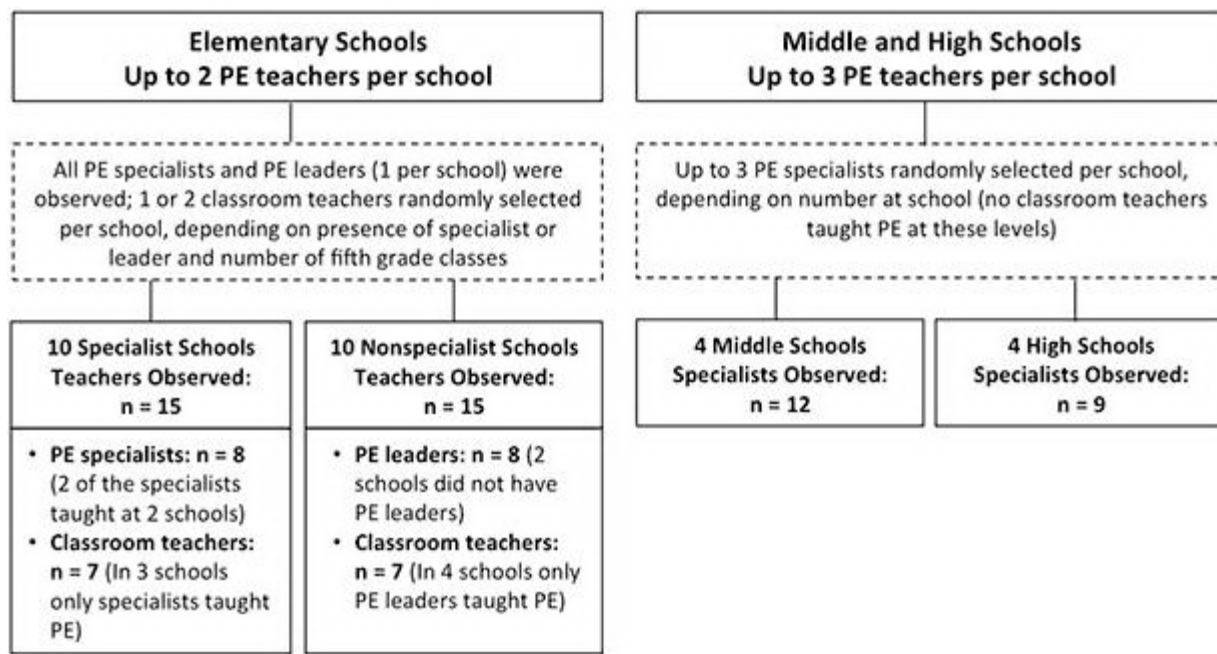 Elementary Schools
Up to 2 PE teachers per school
All PE specialists and PE leaders (1 per school) were
observed; 1 or 2 classroom teachers randomly selected
per school, depending on presence of specialist or
leader and number of fifth grade classes
10 Specialist Schools
Teachers Observed:
n = 15
• PE specialists: n = 8
(2 of the specialists
taught at 2 schools)
• Classroom teachers:
n = 7 (In 3 schools
only specialists taught
PE)
10 Nonspecialist Schools
Teachers Observed:
n = 15
• PE leaders: n = 8 (2
schools did not have
PE leaders)
• Classroom teachers:
n = 7 (In 4 schools only
PE leaders taught PE)
Middle and High Schools
Up to 3 PE teachers per school
Up to 3 PE specialists randomly selected per school,
depending on number at school (no classroom teachers
taught PE at these levels)
4 Middle Schools
Specialists Observed:
n = 12
4 High Schools
Specialists Observed:
n = 9